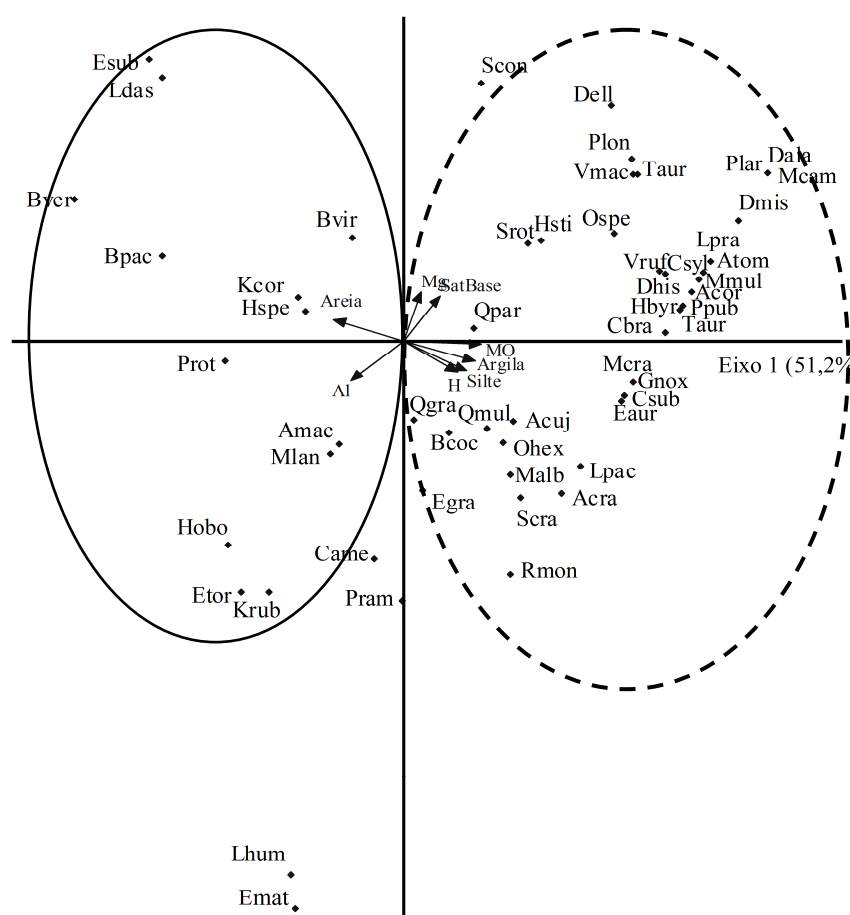 Esub
Scon
Ldas
Dell
Plon
Vmac Taur
Plar Dala
Mcam
Bver
Dmis
Bvir
Srot Hsti Ospe
Bpac
Lpra
Vruf Csyl Atom
Kcor
Areia
Mg
SatBase
Dhis
Mmul
Acor
Hspe
Qpar
Hbyr Ppub
Cbra Taur
MO
Prot
Argila
Mcra
Eixo 1 (51,2%
Al
H Silte
Gnox
Csub
Qgra Qmul
Eaur
Amac
Acuj
Bcoc
Ohex
Mlan
Malb
Lpac
Egra
Acra
Scra
Hobo
Came
Rmon
Etor
Krub
Pram
Lhum
Emat